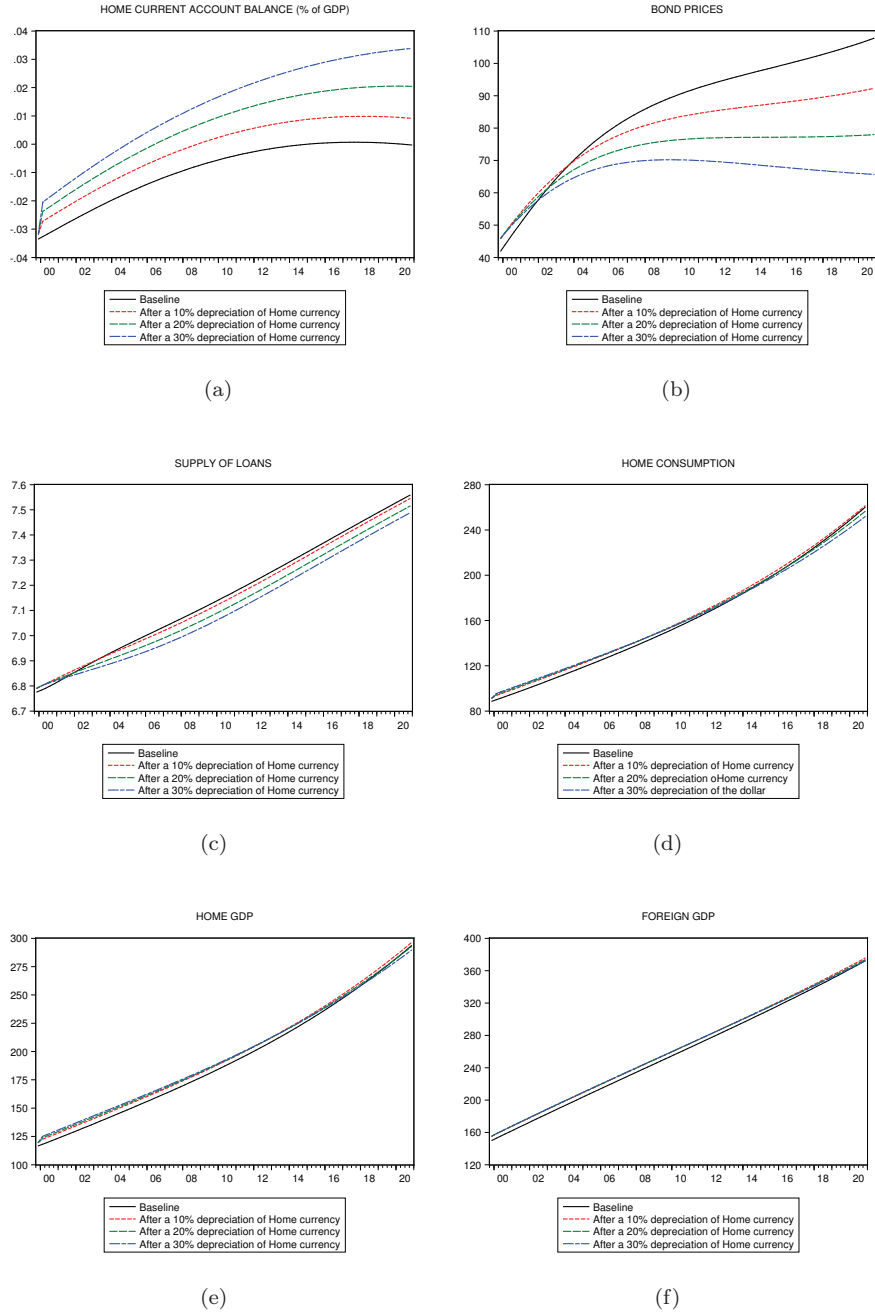 HOME CURRENT ACCOUNT BALANCE (% of GDP)
.04
.03
.02
.01
.00
-.01
-.02
-.03
-.04
00 02 04 06 08 10 12 14 16 18 20
Baseline
After a 10% depreciation of Home currency
After a 20% depreciation of Home currency
After a 30% depreciation of Home currency
(a)
BOND PRICES
110
100
90
80
70
60
50
40
00 02 04 06 08 10 12 14 16 18 20
Baseline
After a 10% depreciation of Home currency
After a 20% depreciation of Home currency
After a 30% depreciation of Home currency
(b)
SUPPLY OF LOANS
7.6
7.5
7.4
7.3
7.2
7.1
7.0
6.9
6.8
6.7
00 02 04 06 08 10 12 14 16 18 20
Baseline
After a 10% depreciation of Home currency
After a 20% depreciation of Home currency
After a 30% depreciation of Home currency
(c)
HOME CONSUMPTION
280
240
200
160
120
80
00 02 04 06 08 10 12 14 16 18 20
Baseline
After a 10% depreciation of Home currency
After a 20% depreciation oHome currency
After a 30% depreciation of the dollar
(d)
HOME GDP
300
275
250
225
200
175
150
125
100
00 02 04 06 08 10 12 14 16 18 20
Baseline
After a 10% depreciation of Home currency
After a 20% depreciation of Home currency
After a 30% depreciation of Home currency
(e)
FOREIGN GDP
400
360
320
280
240
200
160
120
00 02 04 06 08 10 12 14 16 18 20
Baseline
After a 10% depreciation of Home currency
After a 20% depreciation of Home currency
After a 30% depreciation of Home currency
(f)